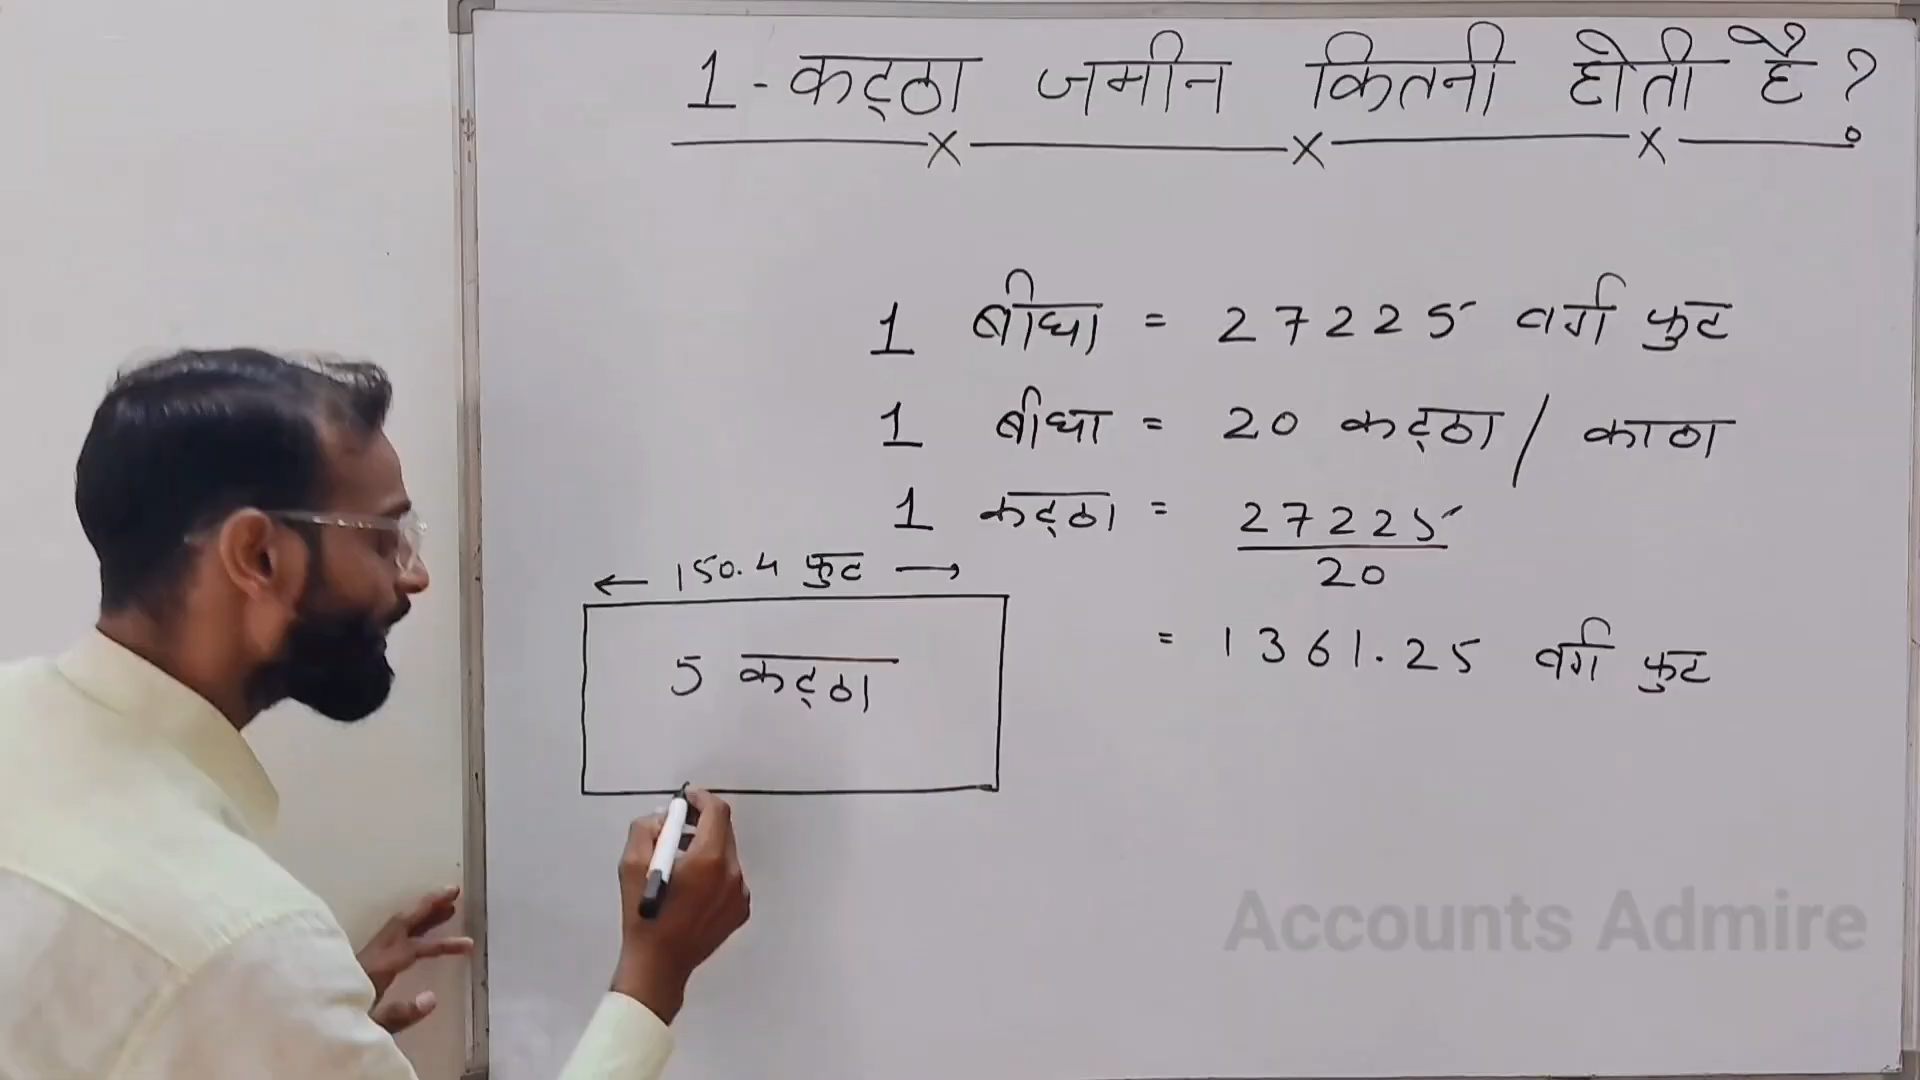 1 - कट्ठा जमीन कितनी होती है ?
1 बीघा = 27225 वर्ग फुट
1 बीघा = 20 कट्ठा / काठा
1 कट्ठा = 27225
20
= 1361.25 वर्ग फुट
← 150.4 फुट →
5 कट्ठा
Accounts Admire